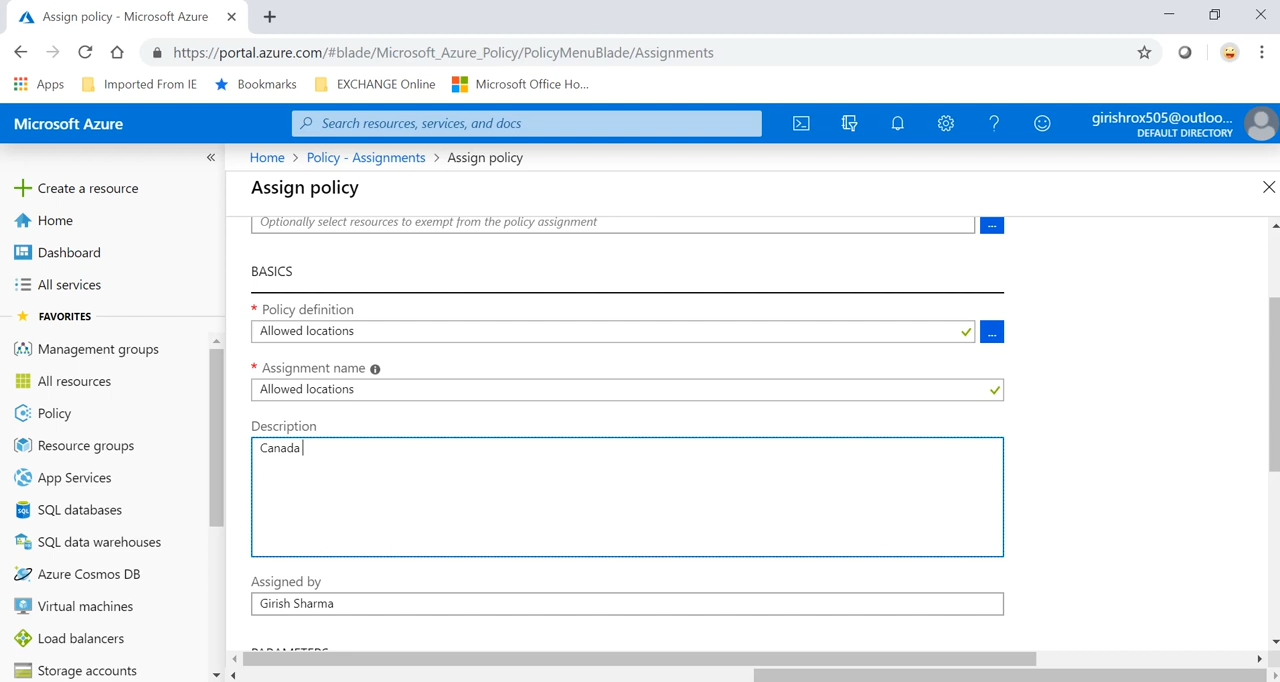 Assign policy - Microsoft Azure
https://portal.azure.com/#blade/Microsoft_Azure_Policy/PolicyMenuBlade/Assignments
Apps Imported From IE Bookmarks EXCHANGE Online Microsoft Office Ho...
Microsoft Azure Search resources, services, and docs girishrox505@outloo...
DEFAULT DIRECTORY
Home > Policy - Assignments > Assign policy
Assign policy
Create a resource
Home
Dashboard
All services
FAVORITES
Management groups
All resources
Policy
Resource groups
App Services
SQL databases
SQL data warehouses
Azure Cosmos DB
Virtual machines
Load balancers
Storage accounts
Optionally select resources to exempt from the policy assignment
...
BASICS
* Policy definition
Allowed locations
...
* Assignment name
Allowed locations
Description
Canada
Assigned by
Girish Sharma
PARAMETERS